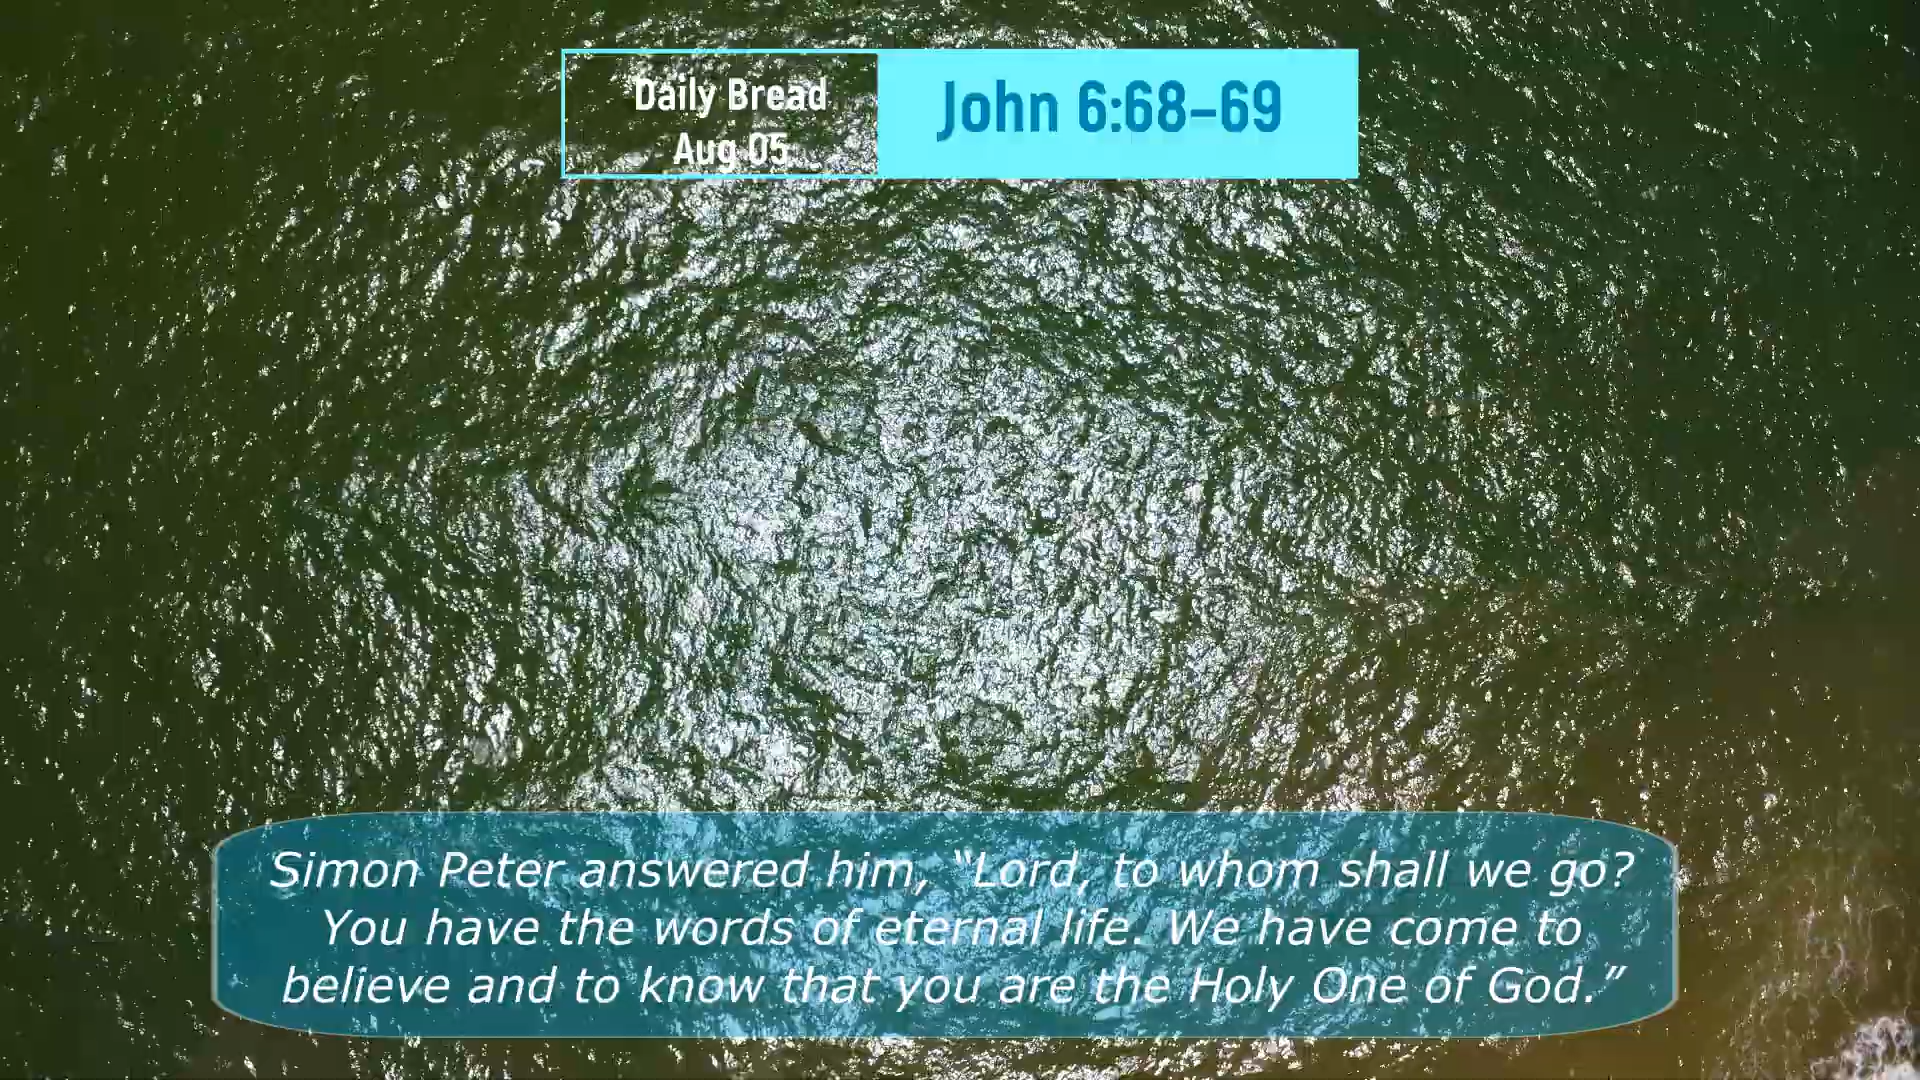 Daily Bread
Aug 05
John 6:68–69
Simon Peter answered him, “Lord, to whom shall we go?
You have the words of eternal life. We have come to
believe and to know that you are the Holy One of God.”